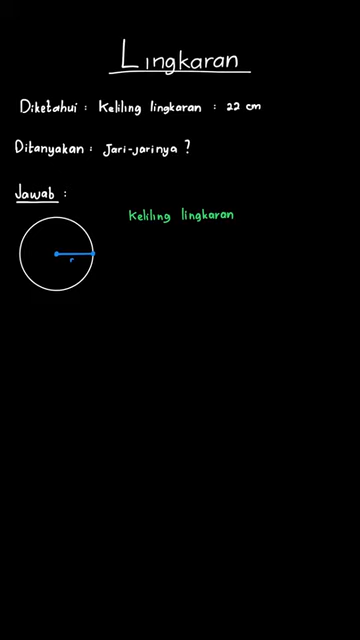 Lingkaran
Diketahui : Keliling lingkaran : 22 cm
Ditanyakan : Jari-jarinya ?
Jawab :
Keliling lingkaran
r